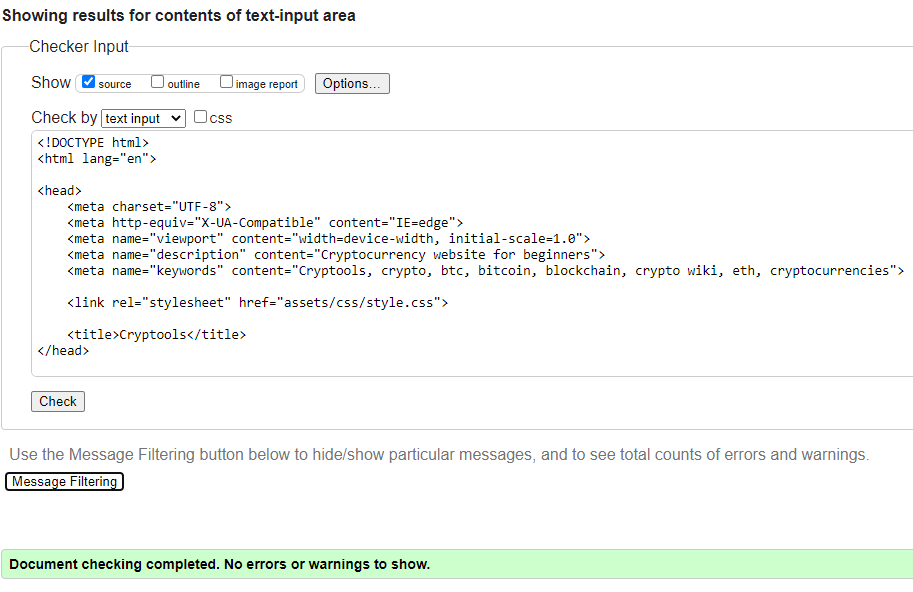 Showing results for contents of text-input area
Checker Input
Show source outline image report Options...
Check by text input css
<!DOCTYPE html>
<html lang="en">
<head>
<meta charset="UTF-8">
<meta http-equiv="X-UA-Compatible" content="IE=edge">
<meta name="viewport" content="width=device-width, initial-scale=1.0">
<meta name="description" content="Cryptocurrency website for beginners">
<meta name="keywords" content="Cryptools, crypto, btc, bitcoin, blockchain, crypto wiki, eth, cryptocurrencies">
<link rel="stylesheet" href="assets/css/style.css">
<title>Cryptools</title>
</head>
Check
Use the Message Filtering button below to hide/show particular messages, and to see total counts of errors and warnings.
Message Filtering
Document checking completed. No errors or warnings to show.